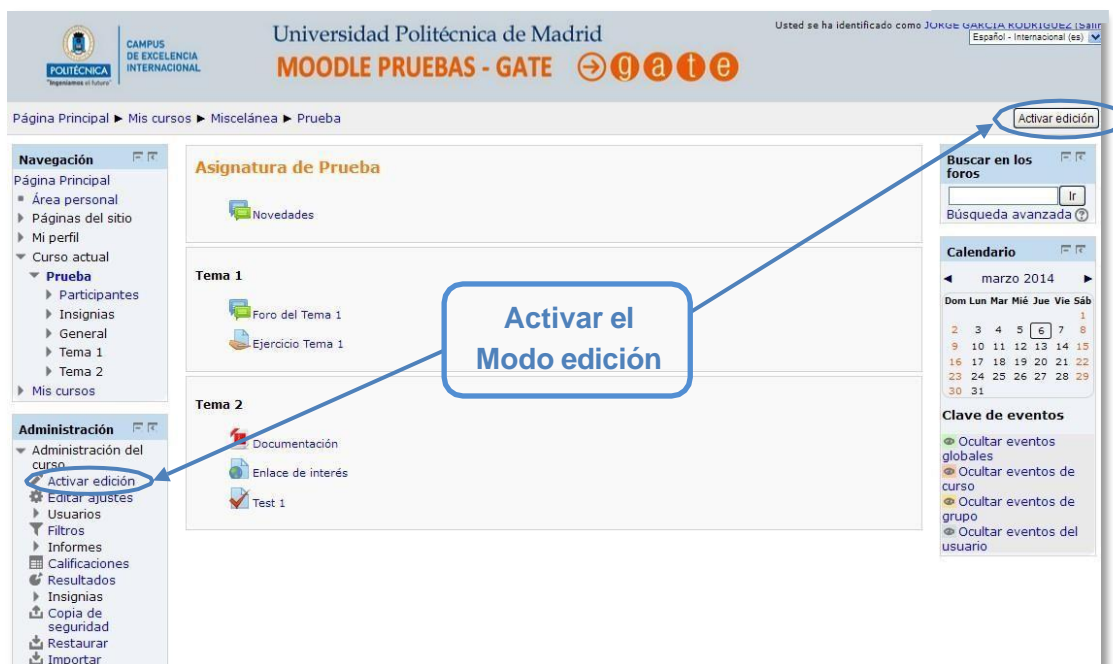 CAMPUS
DE EXCELENCIA
INTERNACIONAL
POLITÉCNICA
"Ingeniamos el futuro"
Universidad Politécnica de Madrid
MOODLE PRUEBAS - GATE
gate
Usted se ha identificado como JORGE GARCÍA RODRÍGUEZ (Salir
Español - Internacional (es)
Página Principal ► Mis cursos ► Miscelánea ► Prueba
Activar edición
Navegación
Página Principal
Área personal
Páginas del sitio
Mi perfil
Curso actual
Prueba
Participantes
Insignias
General
Tema 1
Tema 2
Mis cursos
Administración
Administración del
curso
Activar edición
Editar ajustes
Usuarios
Filtros
Informes
Calificaciones
Resultados
Insignias
Copia de
seguridad
Restaurar
Importar
Asignatura de Prueba
Novedades
Tema 1
Foro del Tema 1
Ejercicio Tema 1
Tema 2
Documentación
Enlace de interés
Test 1
Activar el
Modo edición
Buscar en los
foros
Ir
Búsqueda avanzada
Calendario
◄ marzo 2014 ►
Dom Lun Mar Mié Jue Vie Sáb
1
2 3 4 5 6 7 8
9 10 11 12 13 14 15
16 17 18 19 20 21 22
23 24 25 26 27 28 29
30 31
Clave de eventos
Ocultar eventos
globales
Ocultar eventos de
curso
Ocultar eventos de
grupo
Ocultar eventos del
usuario